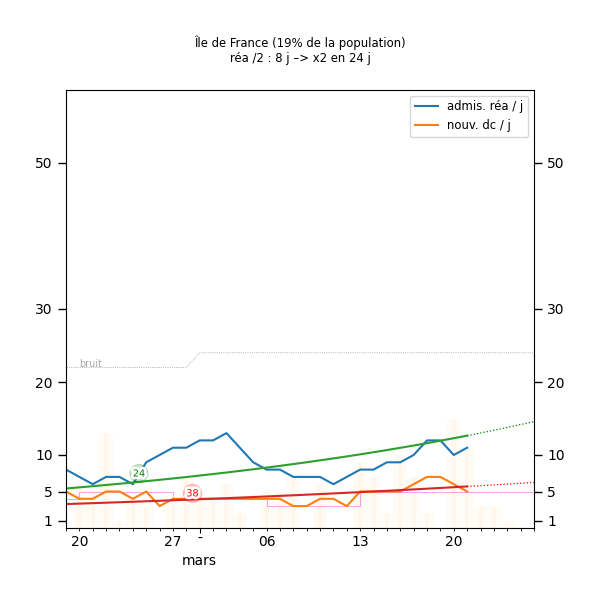 Île de France (19% de la population)
réa /2 : 8 j –> x2 en 24 j
admis. réa / j
nouv. dc / j
50 50
30 30
bruit
20 20
10 10
24
5 38 5
1 1
20 27 - 06 13 20
mars